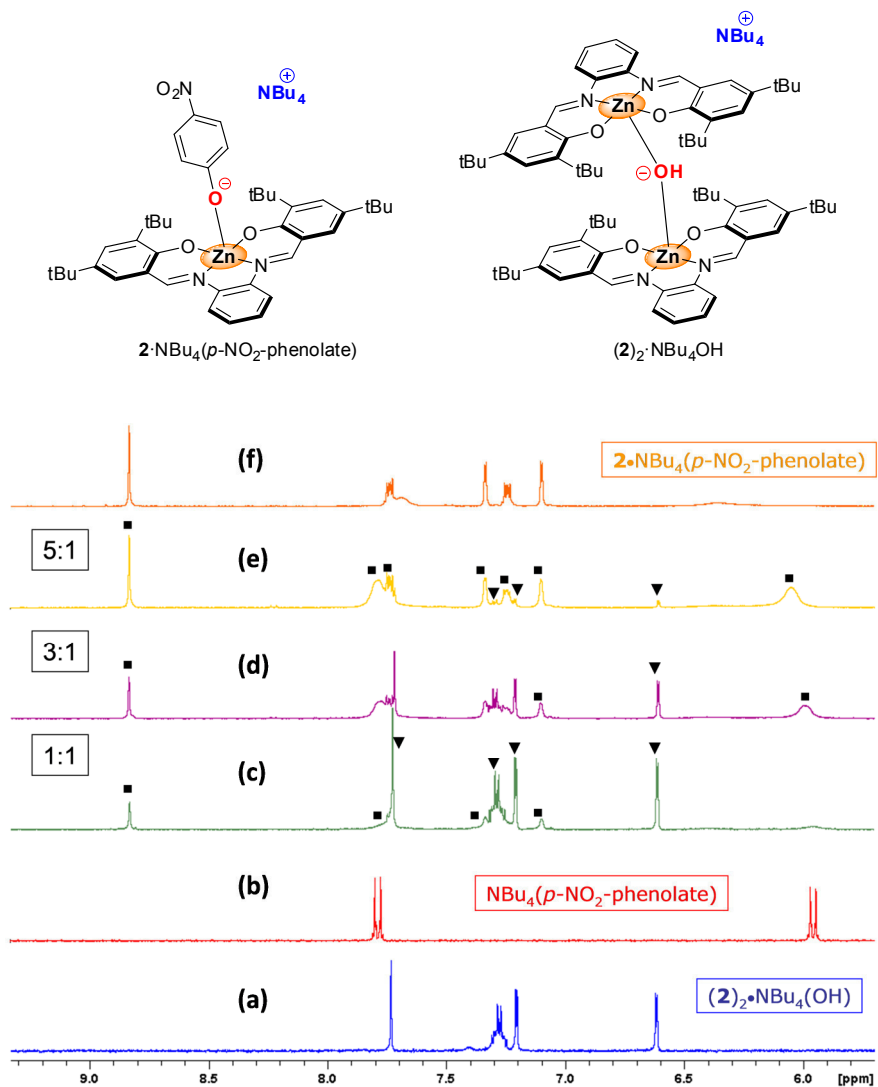 NO2
NBu4
⊕
O
⊖
tBu
tBu
O
O
Zn
N
N
tBu
tBu
2·NBu4(p-NO2-phenolate)
NBu4
⊕
N
N
Zn
O
O
tBu
tBu
tBu
tBu
⊖OH
tBu
tBu
O
O
Zn
N
N
tBu
tBu
(2)2·NBu4OH
(f)
2•NBu4(p-NO2-phenolate)
5:1
(e)
3:1
(d)
1:1
(c)
(b)
NBu4(p-NO2-phenolate)
(a)
(2)2•NBu4(OH)
9.0 8.5 8.0 7.5 7.0 6.5 6.0 [ppm]